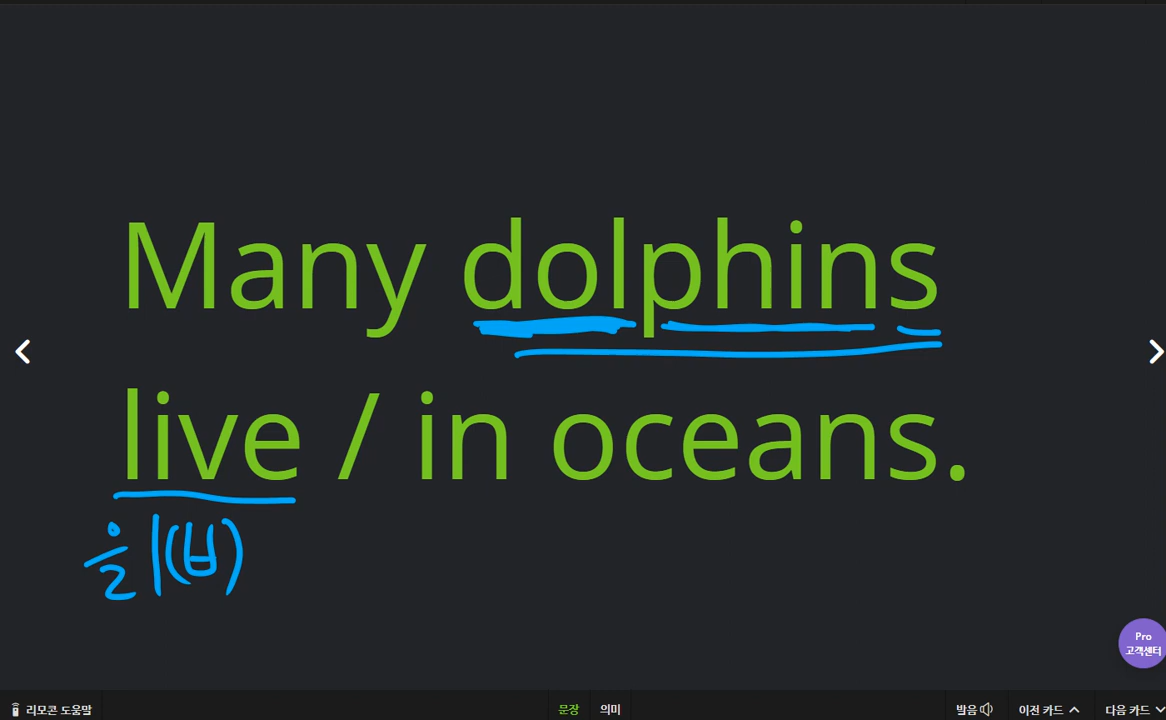 Many dolphins
live / in oceans.
Pro
고객센터
리모콘 도움말
문장
의미
발음
이전 카드
다음 카드